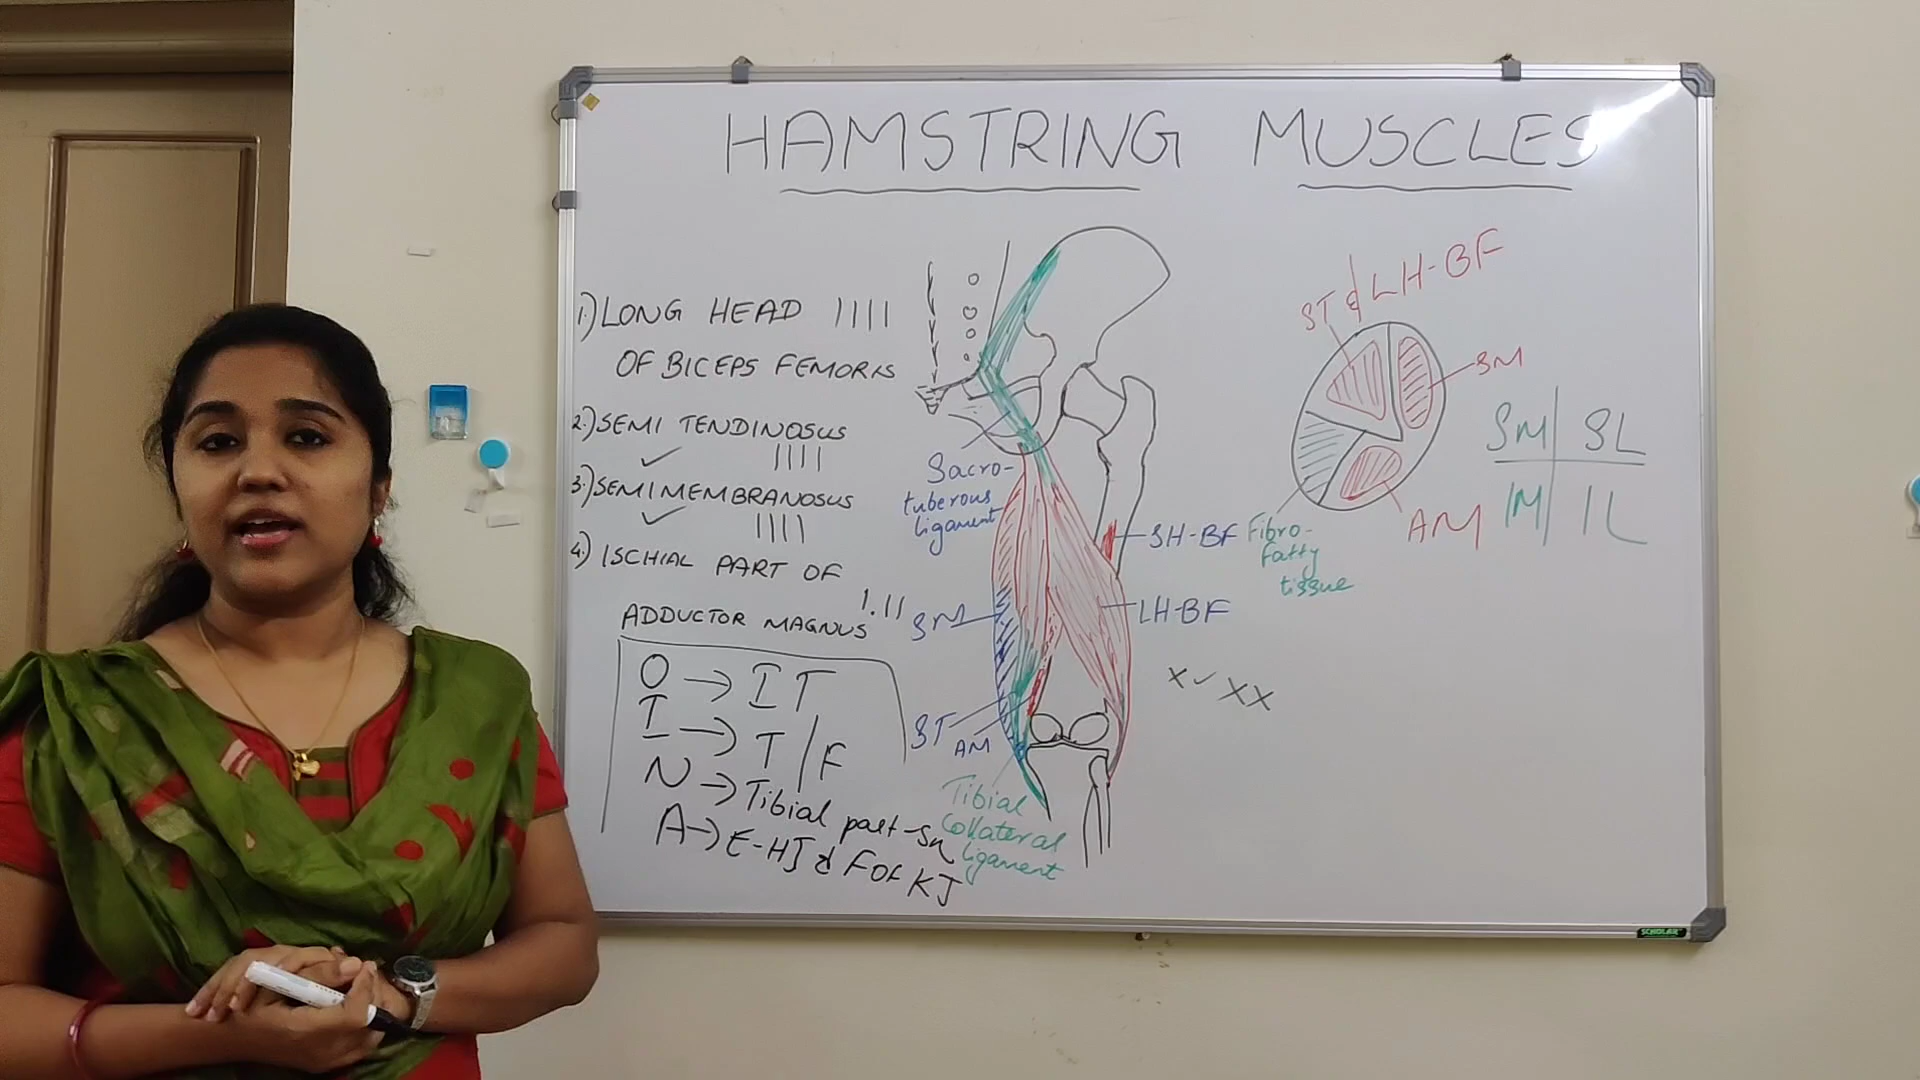 HAMSTRING MUSCLES
1.) LONG HEAD
OF BICEPS FEMORIS
2.) SEMI TENDINOSUS
3.) SEMIMEMBRANOSUS
4.) ISCHIAL PART OF
ADDUCTOR MAGNUS
O → IT
I → T/F
N → Tibial part-SN
A → E-HJ & F OF KJ
Sacro-
tuberous
ligament
SM
ST
AM
Tibial
Collateral
ligament
SH-BF
LH-BF
X ✓ X X
ST & LH-BF
SM
AM
Fibro-
fatty
tissue
SM | SL
IM | IL
SCHOLAR